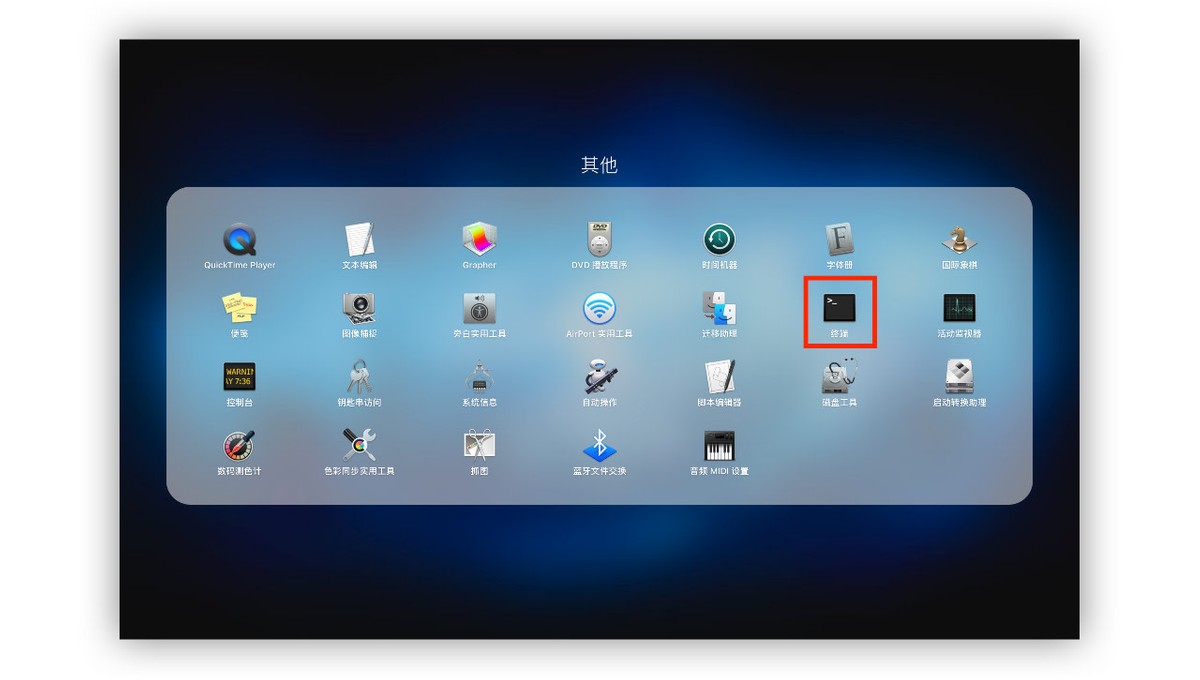 其他
QuickTime Player
文本编辑
Grapher
DVD 播放程序
时间机器
字体册
国际象棋
便笺
图像捕捉
旁白实用工具
AirPort 实用工具
迁移助理
终端
活动监视器
控制台
钥匙串访问
系统信息
自动操作
脚本编辑器
磁盘工具
启动转换助理
数码测色计
色彩同步实用工具
抓图
蓝牙文件交换
音频 MIDI 设置
DVD
F
>_
WARNIN
AY 7:36